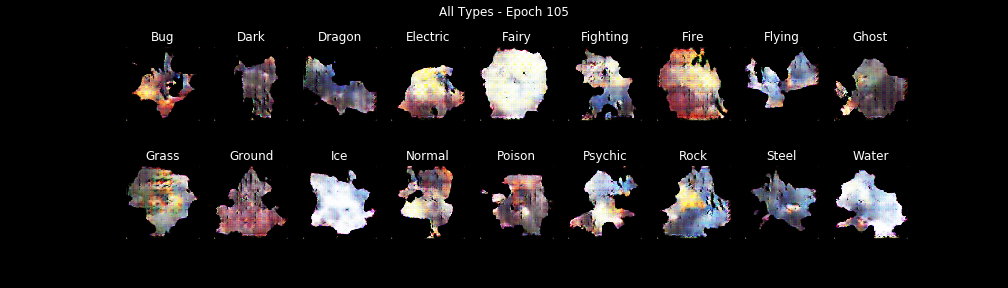 All Types - Epoch 105
Bug Dark Dragon Electric Fairy Fighting Fire Flying Ghost
Grass Ground Ice Normal Poison Psychic Rock Steel Water